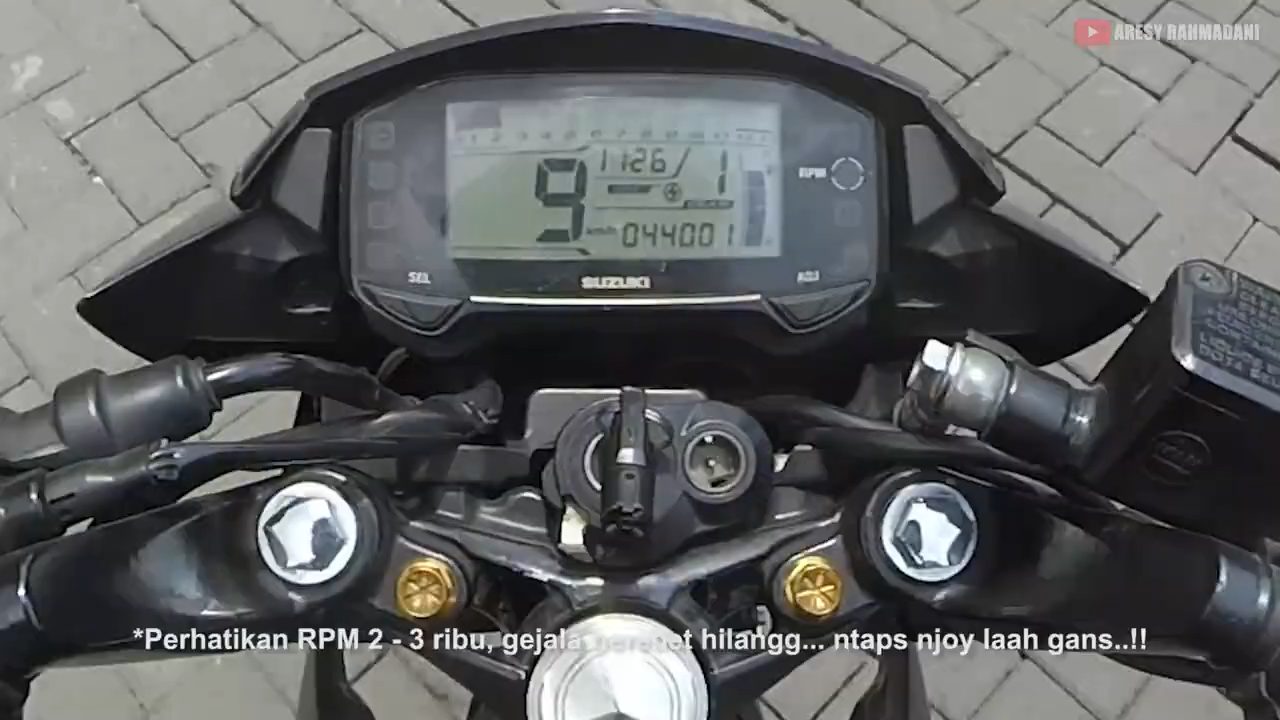 ARESY RAHMADANI
1126/ 1
RPM
9
km/h 044001
SEL
SUZUKI
ADJ
*Perhatikan RPM 2 - 3 ribu, gejala hilangg... ntaps njoy laah gans..!!